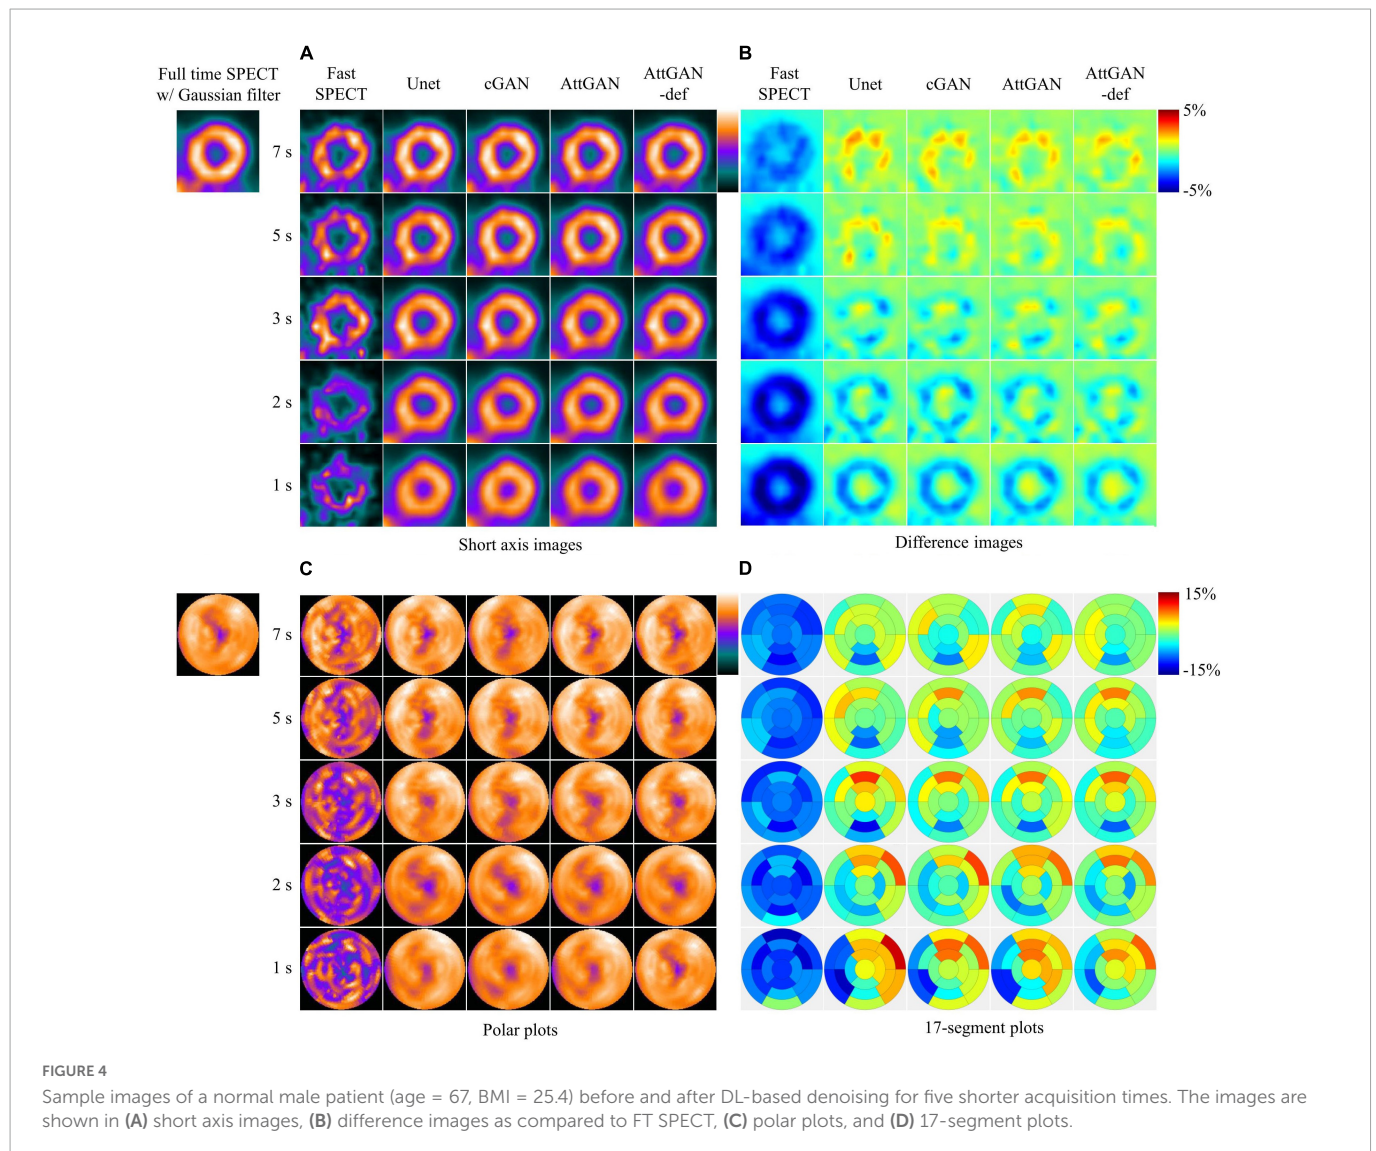 A
B
Full time SPECT
w/ Gaussian filter
Fast
SPECT
Unet
cGAN
AttGAN
AttGAN
-def
Fast
SPECT
Unet
cGAN
AttGAN
AttGAN
-def
7 s
5 s
3 s
2 s
1 s
5%
-5%
Short axis images
Difference images
C
D
7 s
5 s
3 s
2 s
1 s
15%
-15%
Polar plots
17-segment plots
FIGURE 4
Sample images of a normal male patient (age = 67, BMI = 25.4) before and after DL-based denoising for five shorter acquisition times. The images are
shown in (A) short axis images, (B) difference images as compared to FT SPECT, (C) polar plots, and (D) 17-segment plots.